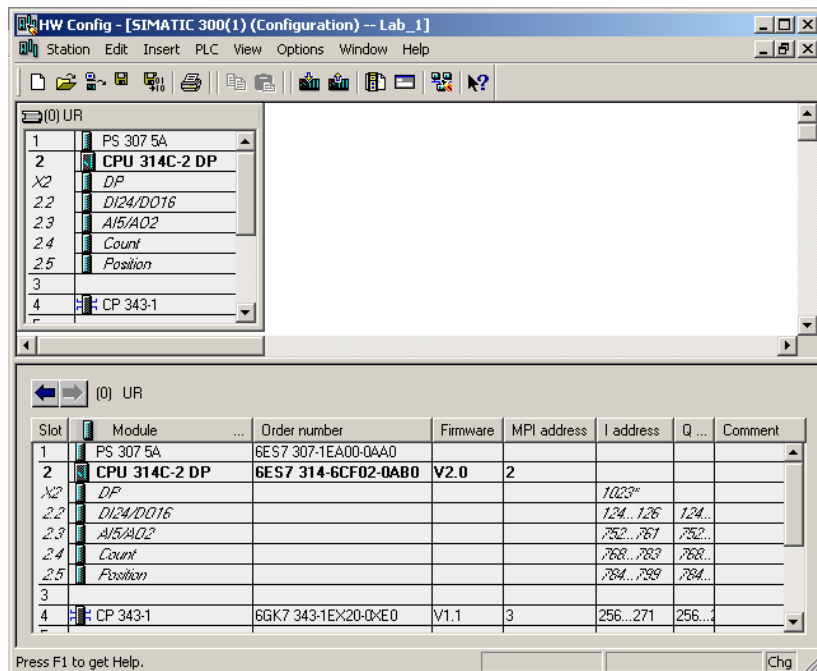 HW Config - [SIMATIC 300(1) (Configuration) -- Lab_1]
Station Edit Insert PLC View Options Window Help
(0) UR
1 PS 307 5A
2 CPU 314C-2 DP
X2 DP
2.2 DI24/DO16
2.3 AI5/AO2
2.4 Count
2.5 Position
3
4 CP 343-1
(0) UR
Slot Module ... Order number Firmware MPI address I address Q ... Comment
1 PS 307 5A 6ES7 307-1EA00-0AA0
2 CPU 314C-2 DP 6ES7 314-6CF02-0AB0 V2.0 2
X2 DP 1023*
2.2 DI24/DO16 124...126 124...
2.3 AI5/AO2 752...761 752...
2.4 Count 768...783 768...
2.5 Position 784...799 784...
3
4 CP 343-1 6GK7 343-1EX20-0XE0 V1.1 3 256...271 256...2
Press F1 to get Help. Chg